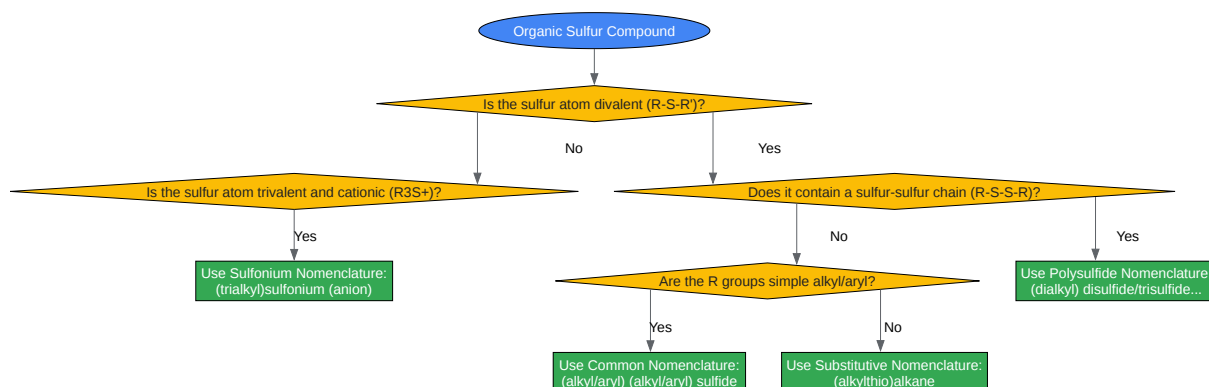 Organic Sulfur Compound
Is the sulfur atom divalent (R-S-R')?
No
Yes
Is the sulfur atom trivalent and cationic (R3S+)?
Does it contain a sulfur-sulfur chain (R-S-S-R)?
Yes
No
Yes
Use Sulfonium Nomenclature:
(trialkyl)sulfonium (anion)
Are the R groups simple alkyl/aryl?
Use Polysulfide Nomenclature
(dialkyl) disulfide/trisulfide...
Yes
No
Use Common Nomenclature:
(alkyl/aryl) (alkyl/aryl) sulfide
Use Substitutive Nomenclature:
(alkylthio)alkane